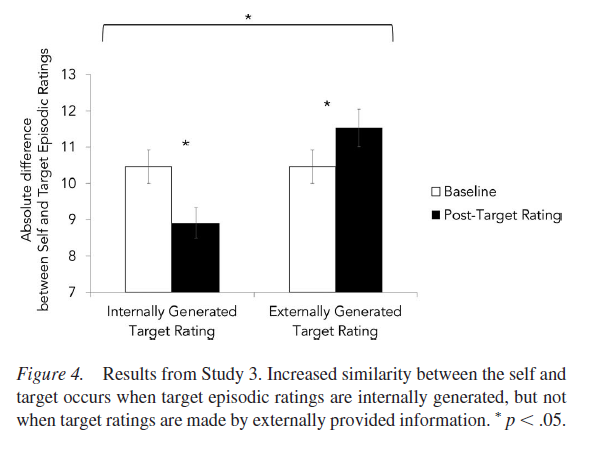 *
Absolute difference
between Self and Target Episodic Ratings
13
12
11
10
9
8
7
*
*
Baseline
Post-Target Rating
Internally Generated
Target Rating
Externally Generated
Target Rating
Figure 4. Results from Study 3. Increased similarity between the self and
target occurs when target episodic ratings are internally generated, but not
when target ratings are made by externally provided information. * p < .05.